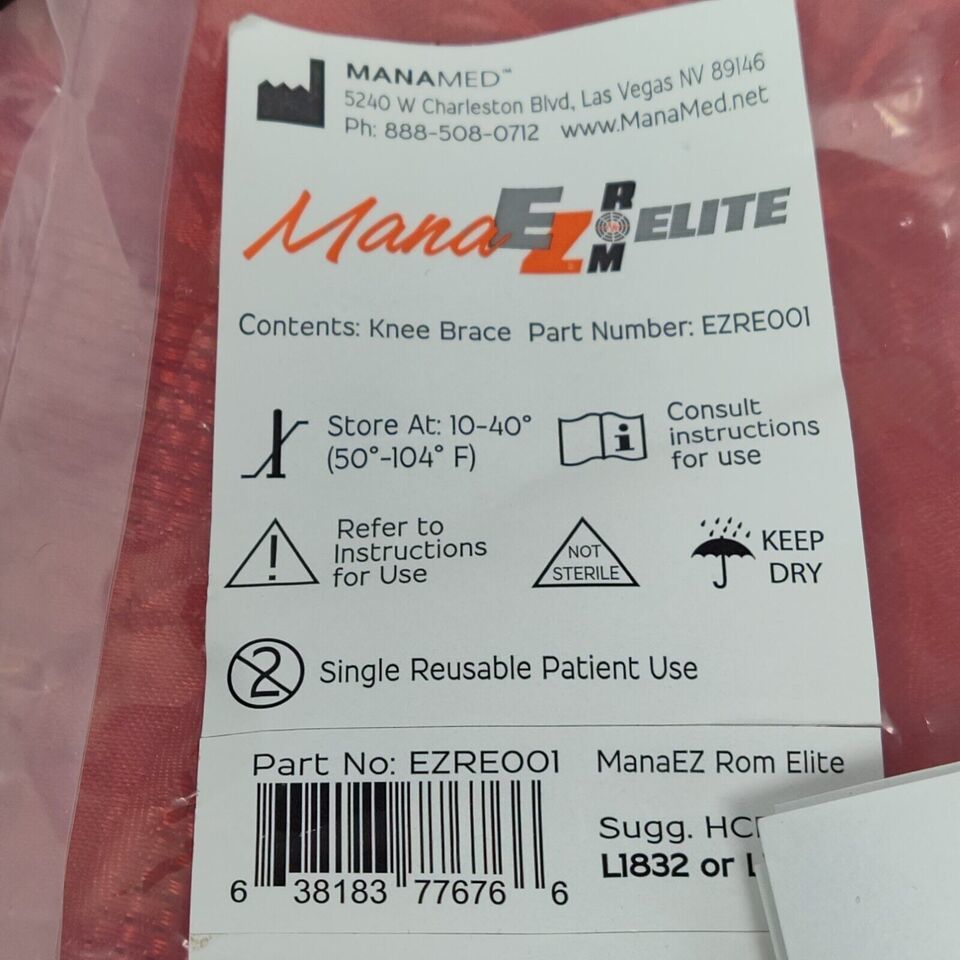 MANAMED™
5240 W Charleston Blvd, Las Vegas NV 89146
Ph: 888-508-0712 www.ManaMed.net
ManaEZ ROM ELITE
Contents: Knee Brace Part Number: EZRE001
Store At: 10-40°
(50°-104° F)
Consult
instructions
for use
Refer to
Instructions
for Use
NOT
STERILE
KEEP
DRY
2
Single Reusable Patient Use
Part No: EZRE001 ManaEZ Rom Elite
Sugg.
L1832 or
6 38183 77676 6